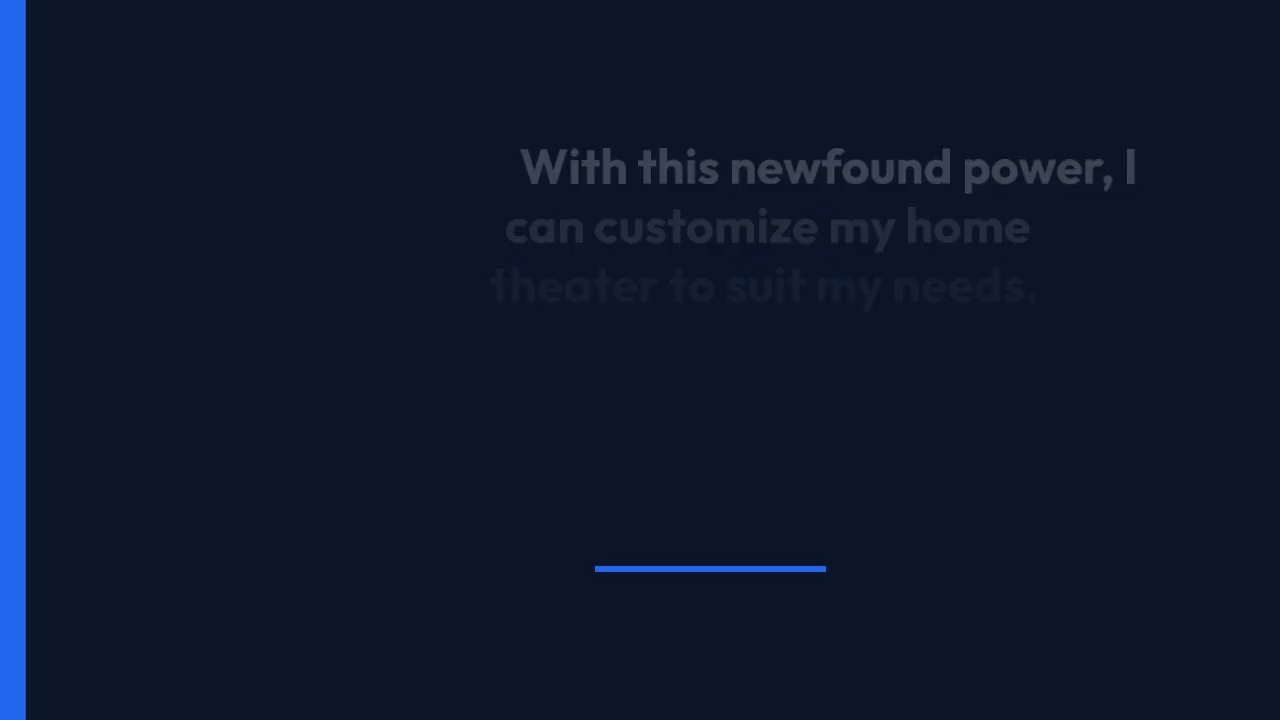 With this newfound power, I
can customize my home
theater to suit my needs.